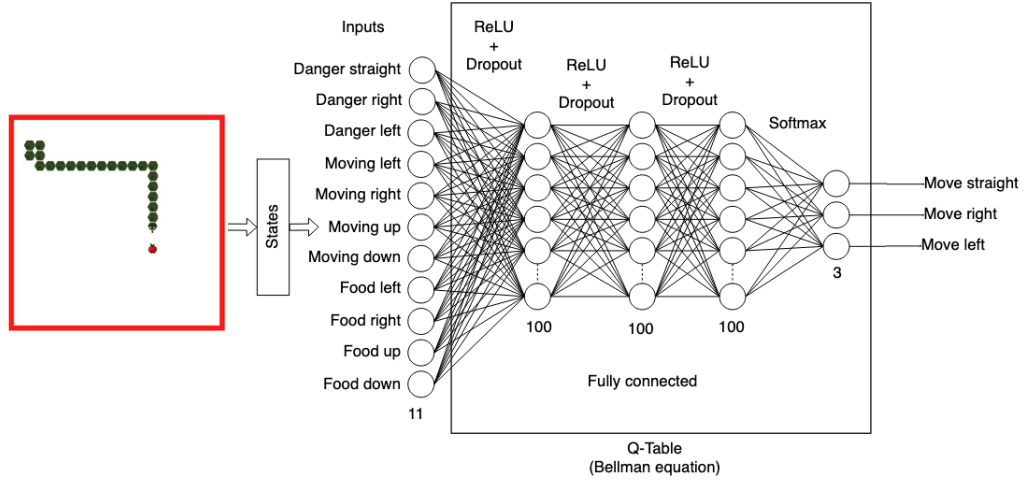 Inputs
Danger straight
Danger right
Danger left
Moving left
Moving right
Moving up
Moving down
Food left
Food right
Food up
Food down
11
States
ReLU
+
Dropout
ReLU
+
Dropout
ReLU
+
Dropout
Softmax
100
100
100
3
Fully connected
Move straight
Move right
Move left
Q-Table
(Bellman equation)